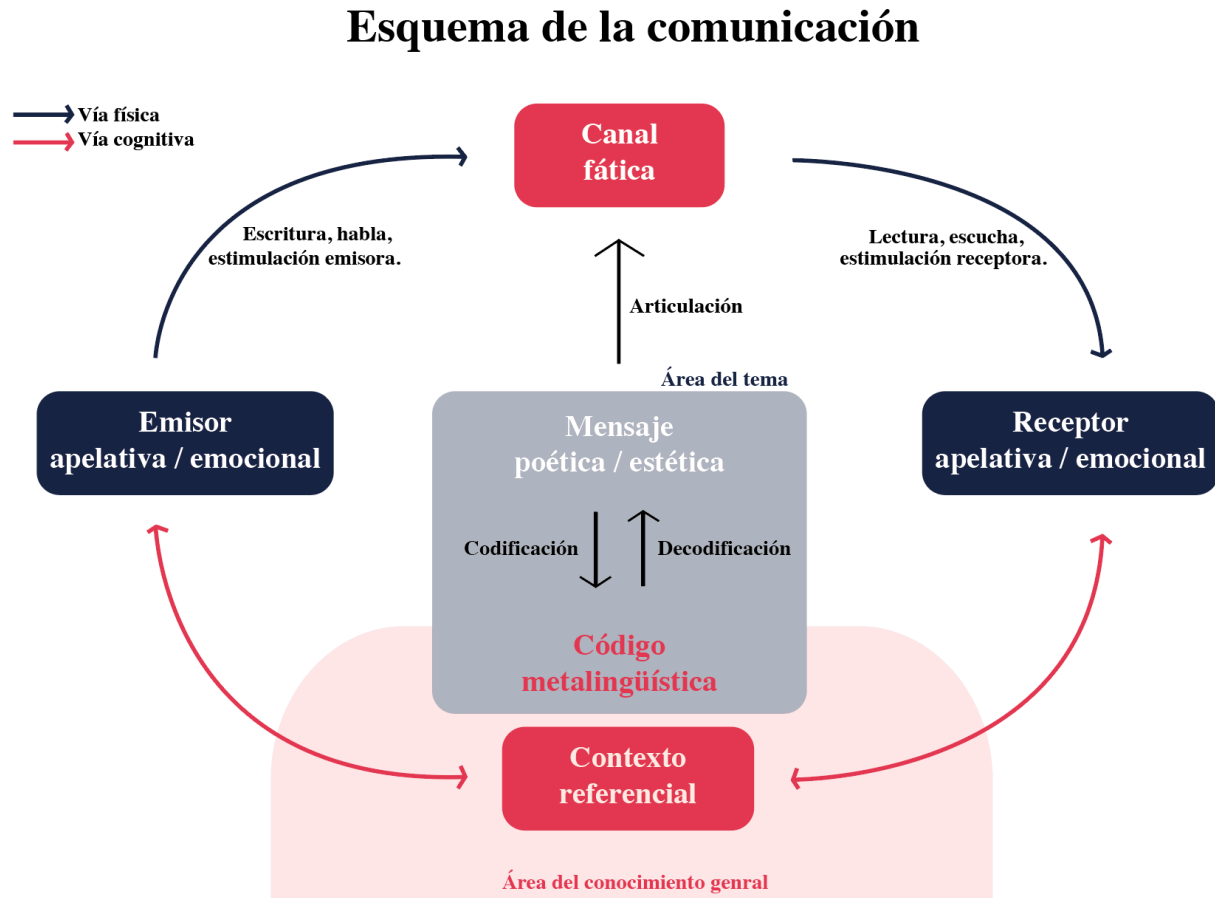 Esquema de la comunicación
Vía física
Vía cognitiva
Canal
fática
Escritura, habla,
estimulación emisora.
Lectura, escucha,
estimulación receptora.
Articulación
Área del tema
Emisor
apelativa / emocional
Mensaje
poética / estética
Receptor
apelativa / emocional
Codificación
Decodificación
Código
metalingüística
Contexto
referencial
Área del conocimiento genral